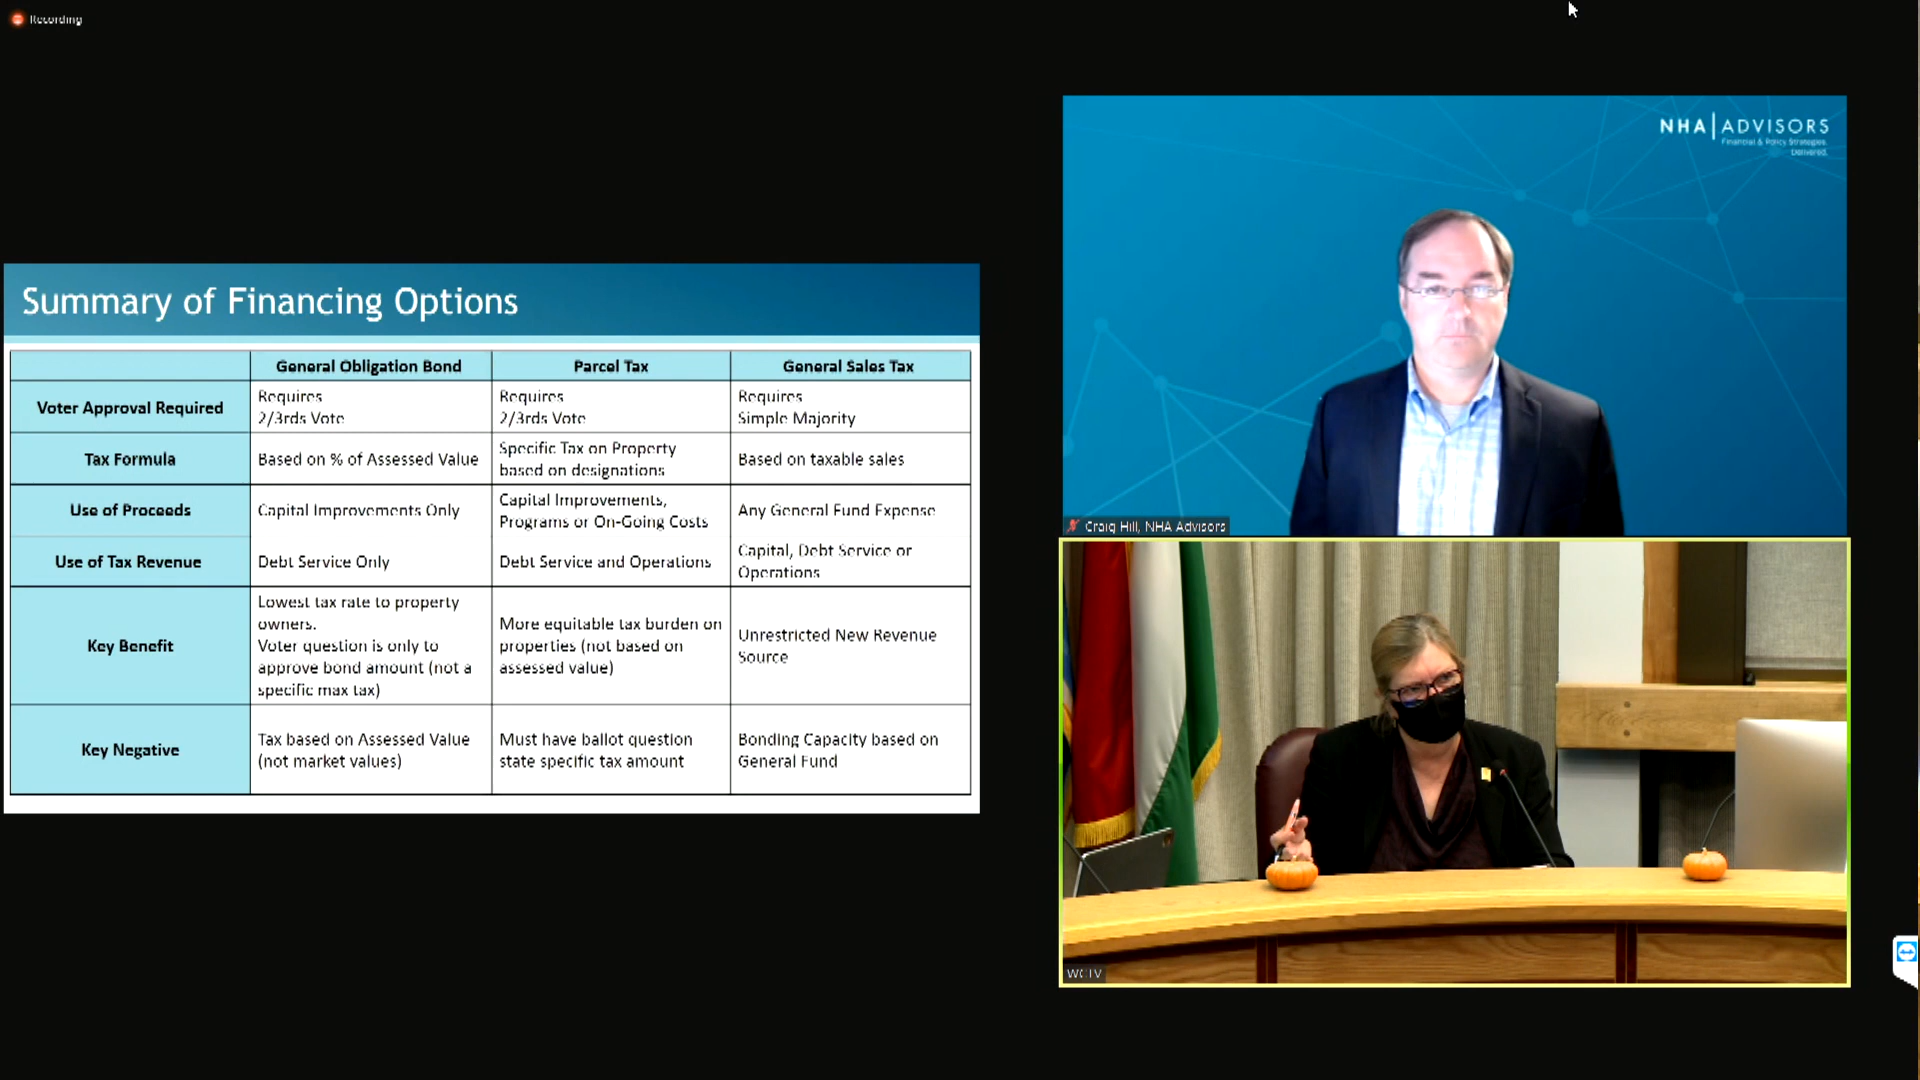 Recording
Summary of Financing Options
General Obligation Bond
Parcel Tax
General Sales Tax
Voter Approval Required
Requires
2/3rds Vote
Requires
2/3rds Vote
Requires
Simple Majority
Tax Formula
Based on % of Assessed Value
Specific Tax on Property
based on designations
Based on taxable sales
Use of Proceeds
Capital Improvements Only
Capital Improvements,
Programs or On-Going Costs
Any General Fund Expense
Use of Tax Revenue
Debt Service Only
Debt Service and Operations
Capital, Debt Service or
Operations
Key Benefit
Lowest tax rate to property
owners.
Voter question is only to
approve bond amount (not a
specific max tax)
More equitable tax burden on
properties (not based on
assessed value)
Unrestricted New Revenue
Source
Key Negative
Tax based on Assessed Value
(not market values)
Must have ballot question
state specific tax amount
Bonding Capacity based on
General Fund
NHA | ADVISORS
Financial & Policy Strategies.
Delivered.
Craig Hill, NHA Advisors
WCTV